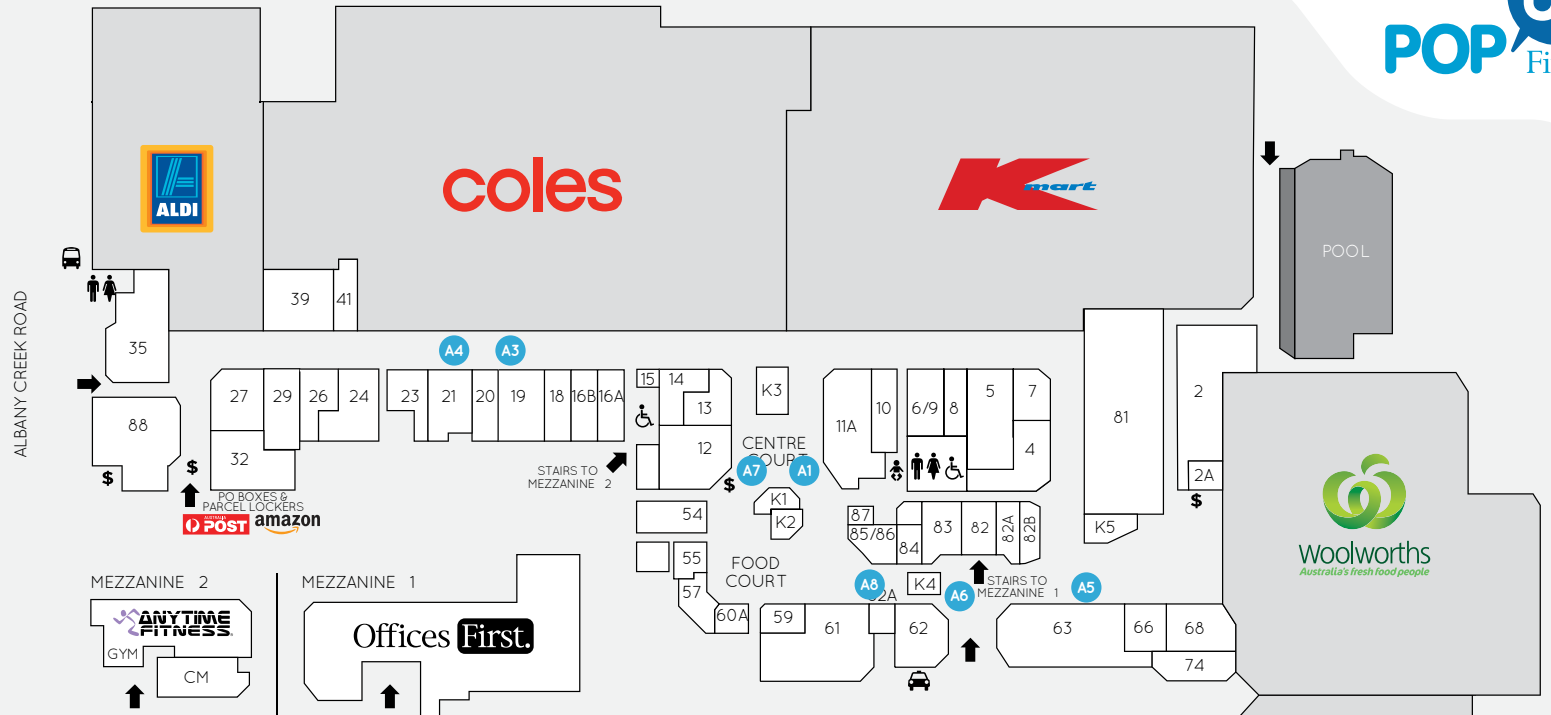 POP
Fi
ALDI
coles
Kmart
POOL
ALBANY CREEK ROAD
39
41
35
A4
A3
27
29
26
24
23
21
20
19
18
16B
16A
15
14
13
K3
11A
10
6/9
8
5
7
81
2
88
32
12
CENTRE
COURT
A7
A1
4
2A
$
$
$
$
STAIRS TO
MEZZANINE 2
PO BOXES &
PARCEL LOCKERS
AUSTRALIA
POST
amazon
K1
K2
54
87
85/86
84
83
82
82A
82B
K5
Woolworths
Australia's fresh food people
55
57
60A
FOOD
COURT
A8
K4
A6
STAIRS TO
MEZZANINE 1
A5
59
61
62
63
66
68
74
MEZZANINE 2
ANYTIME
FITNESS
GYM
CM
MEZZANINE 1
Offices First.